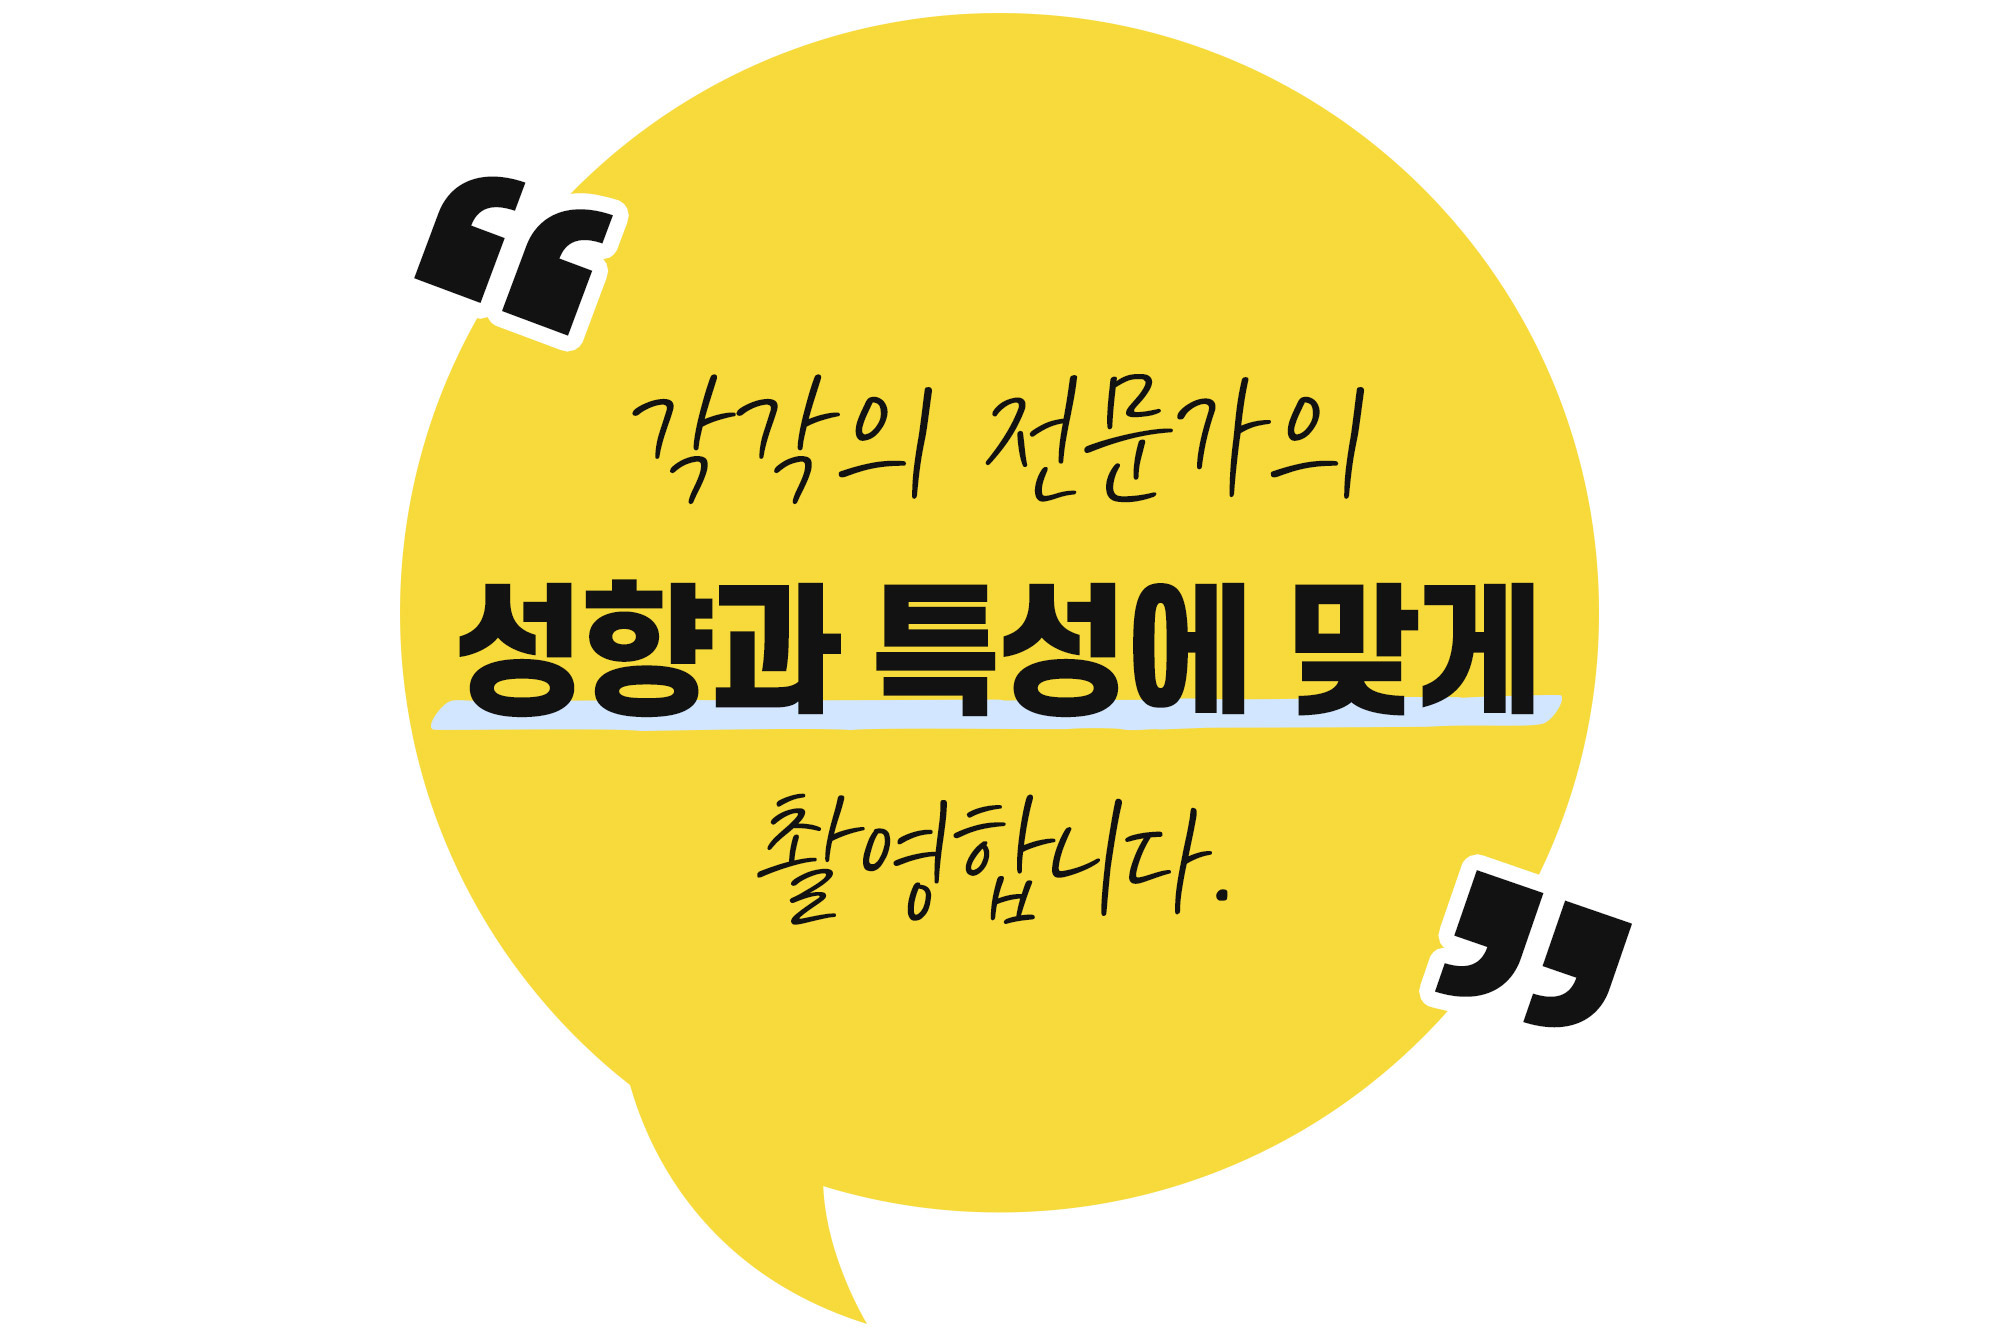 “
각각의 전문가의
성향과 특성에 맞게
촬영합니다.
”